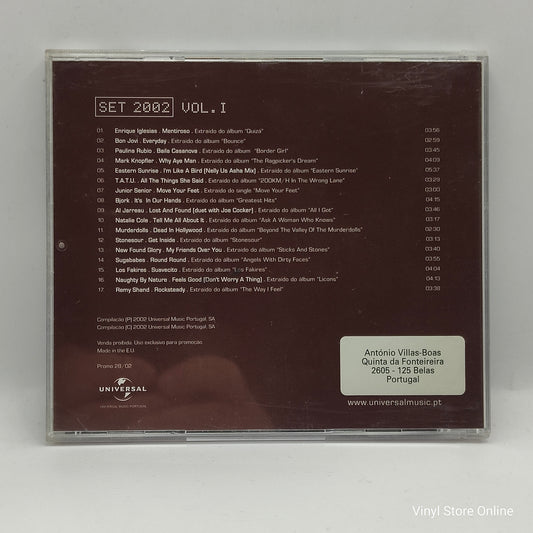 SET 2002 VOL. I
01. Enrique Iglesias . Mentiroso . Extraído do álbum "Quizá" 03:56
02. Bon Jovi . Everyday . Extraído do álbum "Bounce" 02:59
03. Paulina Rubio . Baila Casanova . Extraído do álbum "Border Girl" 03:45
04. Mark Knopfler . Why Aye Man . Extraído do álbum "The Ragpicker's Dream" 04:09
05. Eastern Sunrise . I'm Like A Bird [Nelly Us Asha Mix] . Extraído do álbum "Eastern Sunrise" 05:37
06. T.A.T.U. . All The Things She Said . Extraído do álbum "200KM/H In The Wrong Lane" 03:29
07. Junior Senior . Move Your Feet . Extraído do single "Move Your Feet" 03:03
08. Bjork . It's In Our Hands . Extraído do álbum "Greatest Hits" 04:15
09. Al Jarreau . Lost And Found [duet with Joe Cocker] . Extraído do álbum "All I Got" 03:46
10. Natalie Cole . Tell Me All About It . Extraído do álbum "Ask A Woman Who Knows" 03:17
11. Murderdolls . Dead In Hollywood . Extraído do álbum "Beyond The Valley Of The Murderdolls" 02:30
12. Stonesour . Get Inside . Extraído do álbum "Stonesour" 03:13
13. New Found Glory . My Friends Over You . Extraído do álbum "Sticks And Stones" 03:40
14. Sugababes . Round Round . Extraído do álbum "Angels With Dirty Faces" 03:55
15. Los Fakires . Suavecito . Extraído do álbum "Los Fakires" 04:04
16. Naughty By Nature . Feels Good [Don't Worry A Thing] . Extraído do álbum "Licons" 04:13
17. Remy Shand . Rocksteady . Extraído do álbum "The Way I Feel" 03:38
Compilação (P) 2002 Universal Music Portugal, SA
Compilação (C) 2002 Universal Music Portugal, SA
Venda proibida. Uso exclusivo para promoção.
Made in the E.U.
Promo 28/02
UNIVERSAL
UNIVERSAL MUSIC PORTUGAL
António Villas-Boas
Quinta da Fonteireira
2605 - 125 Belas
Portugal
www.universalmusic.pt
Vinyl Store Online